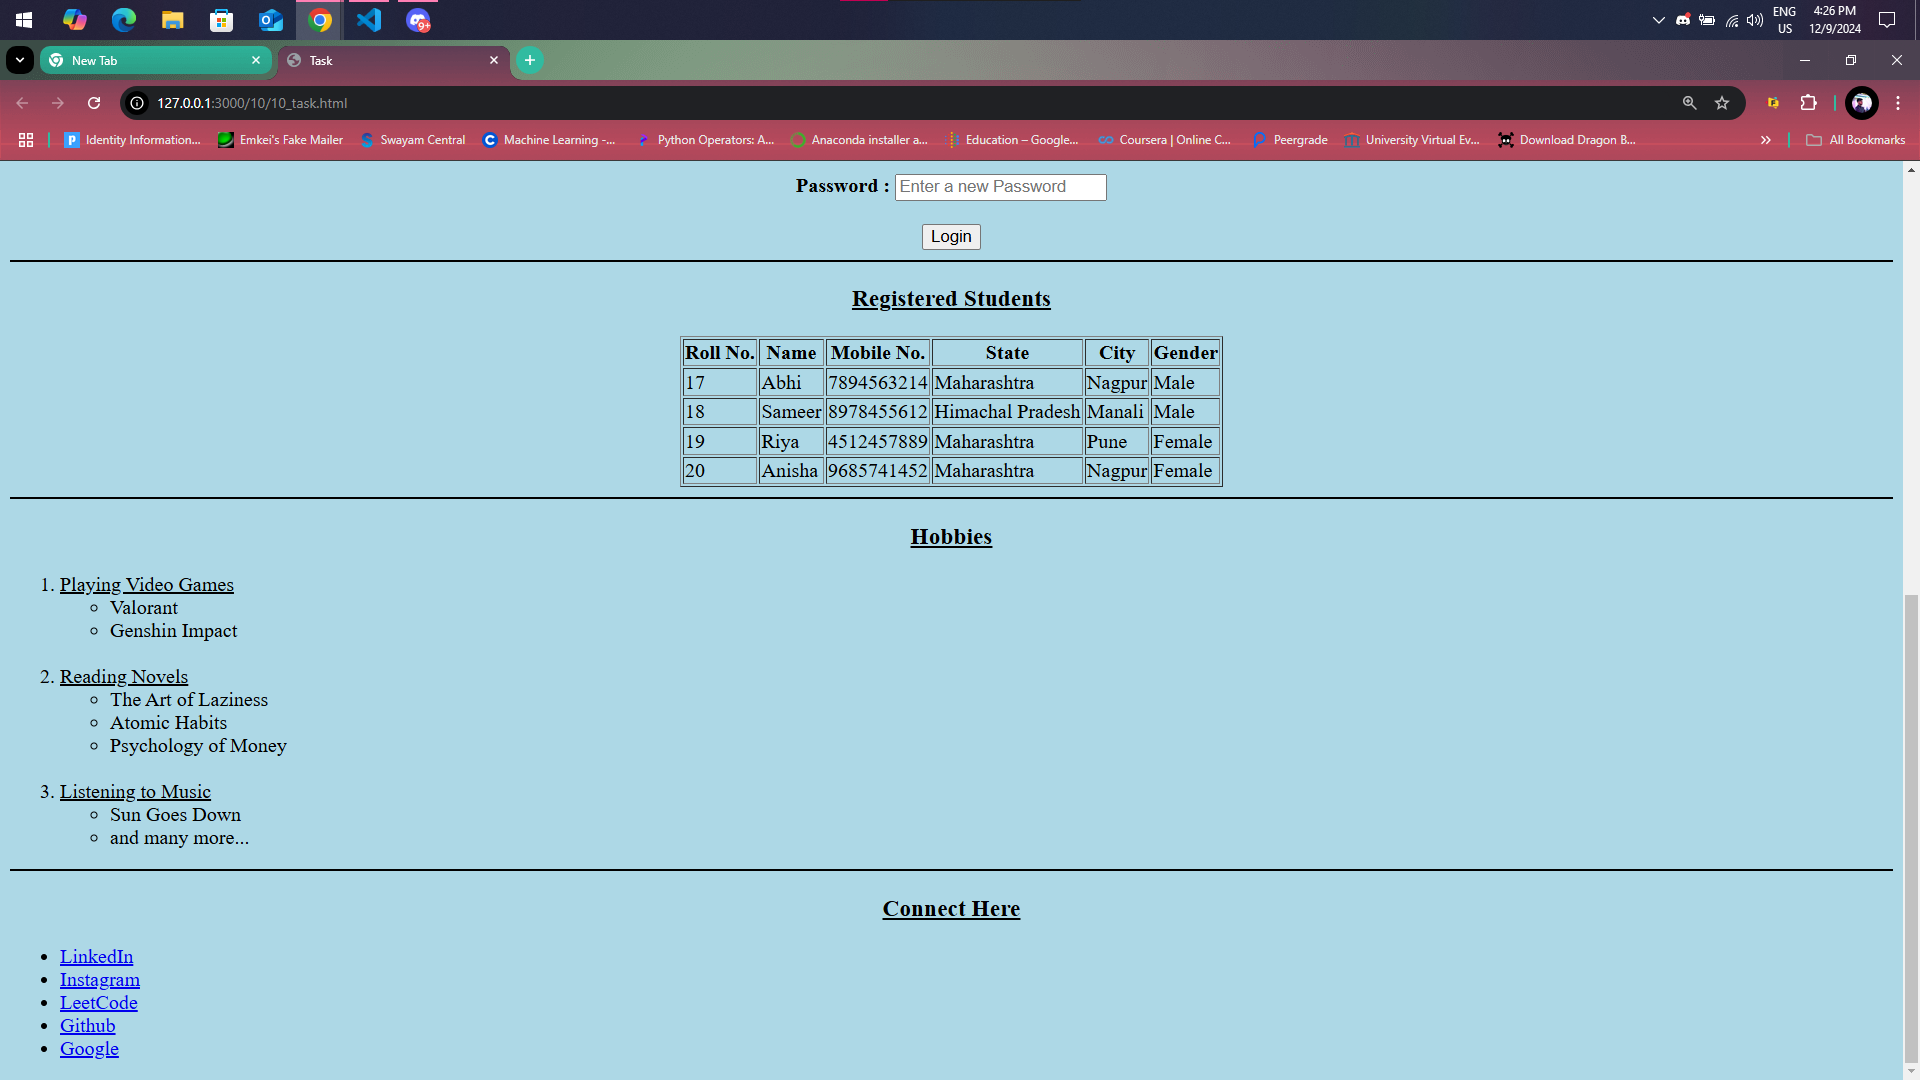 ENG
US
4:26 PM
12/9/2024
9+
New Tab
Task
127.0.0.1:3000/10/10_task.html
Identity Information... Emkei's Fake Mailer Swayam Central Machine Learning -... Python Operators: A... Anaconda installer a... Education – Google... Coursera | Online C... Peergrade University Virtual Ev... Download Dragon B... » All Bookmarks
Password : Enter a new Password
Login
Registered Students
Roll No. Name Mobile No. State City Gender
17 Abhi 7894563214 Maharashtra Nagpur Male
18 Sameer 8978455612 Himachal Pradesh Manali Male
19 Riya 4512457889 Maharashtra Pune Female
20 Anisha 9685741452 Maharashtra Nagpur Female
Hobbies
1. Playing Video Games
Valorant
Genshin Impact
2. Reading Novels
The Art of Laziness
Atomic Habits
Psychology of Money
3. Listening to Music
Sun Goes Down
and many more...
Connect Here
LinkedIn
Instagram
LeetCode
Github
Google